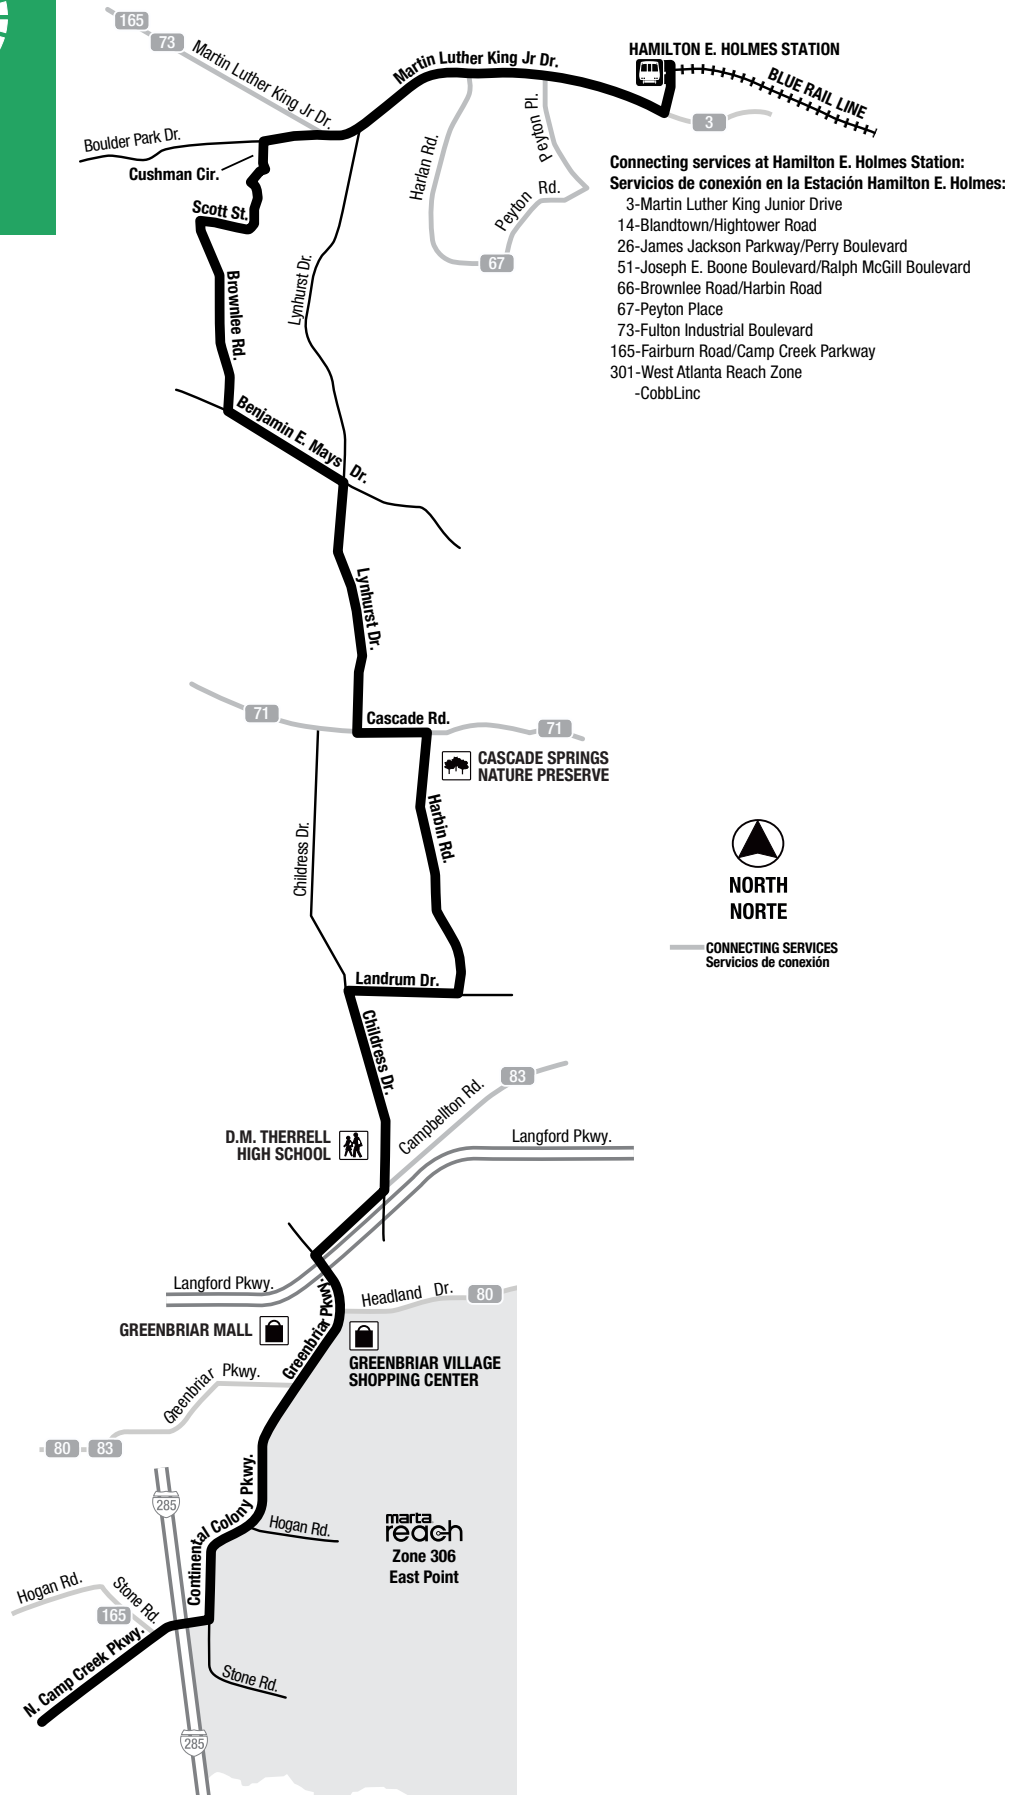 165
73
Martin Luther King Jr Dr.
Martin Luther King Jr Dr.
HAMILTON E. HOLMES STATION
BLUE RAIL LINE
3
Boulder Park Dr.
Cushman Cir.
Scott St.
Harlan Rd.
Peyton Pl.
Peyton Rd.
67
Connecting services at Hamilton E. Holmes Station:
Servicios de conexión en la Estación Hamilton E. Holmes:
3-Martin Luther King Junior Drive
14-Blandtown/Hightower Road
26-James Jackson Parkway/Perry Boulevard
51-Joseph E. Boone Boulevard/Ralph McGill Boulevard
66-Brownlee Road/Harbin Road
67-Peyton Place
73-Fulton Industrial Boulevard
165-Fairburn Road/Camp Creek Parkway
301-West Atlanta Reach Zone
-CobbLinc
Lynhurst Dr.
Brownlee Rd.
Benjamin E. Mays Dr.
Lynhurst Dr.
71
Cascade Rd.
71
CASCADE SPRINGS
NATURE PRESERVE
Harbin Rd.
Childress Dr.
NORTH
NORTE
CONNECTING SERVICES
Servicios de conexión
Landrum Dr.
Childress Dr.
83
Campbellton Rd.
D.M. THERRELL
HIGH SCHOOL
Langford Pkwy.
Langford Pkwy.
Headland Dr.
80
GREENBRIAR MALL
Greenbriar Pkwy.
GREENBRIAR VILLAGE
SHOPPING CENTER
Greenbriar Pkwy.
80
83
285
Continental Colony Pkwy.
Hogan Rd.
marta
reach
Zone 306
East Point
Hogan Rd.
Stone Rd.
165
N. Camp Creek Pkwy.
Stone Rd.
285